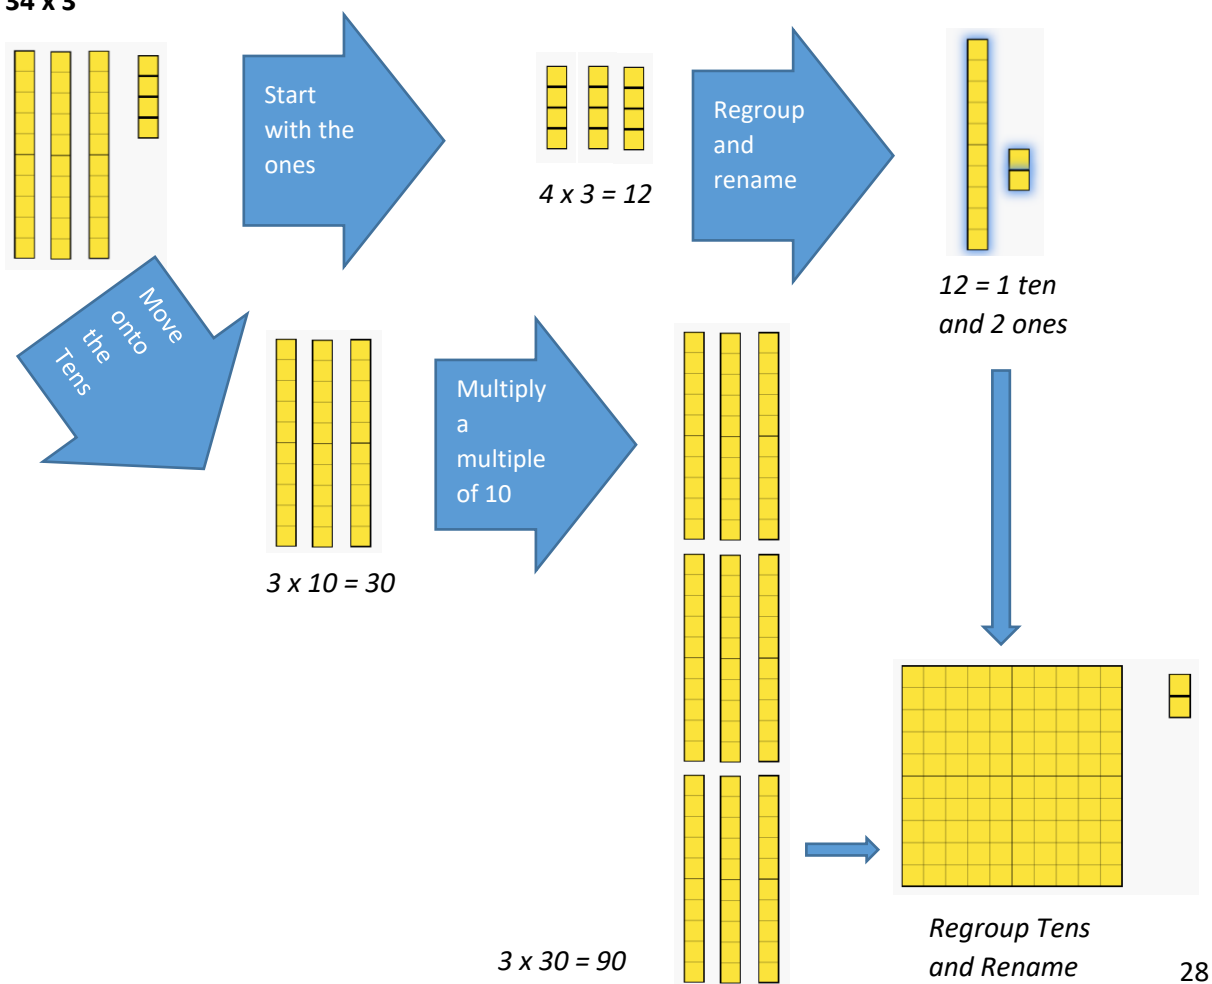 34 x 3
Start
with the
ones
4 x 3 = 12
Regroup
and
rename
12 = 1 ten
and 2 ones
Move
onto
the
Tens
3 x 10 = 30
Multiply
a
multiple
of 10
3 x 30 = 90
Regroup Tens
and Rename
28